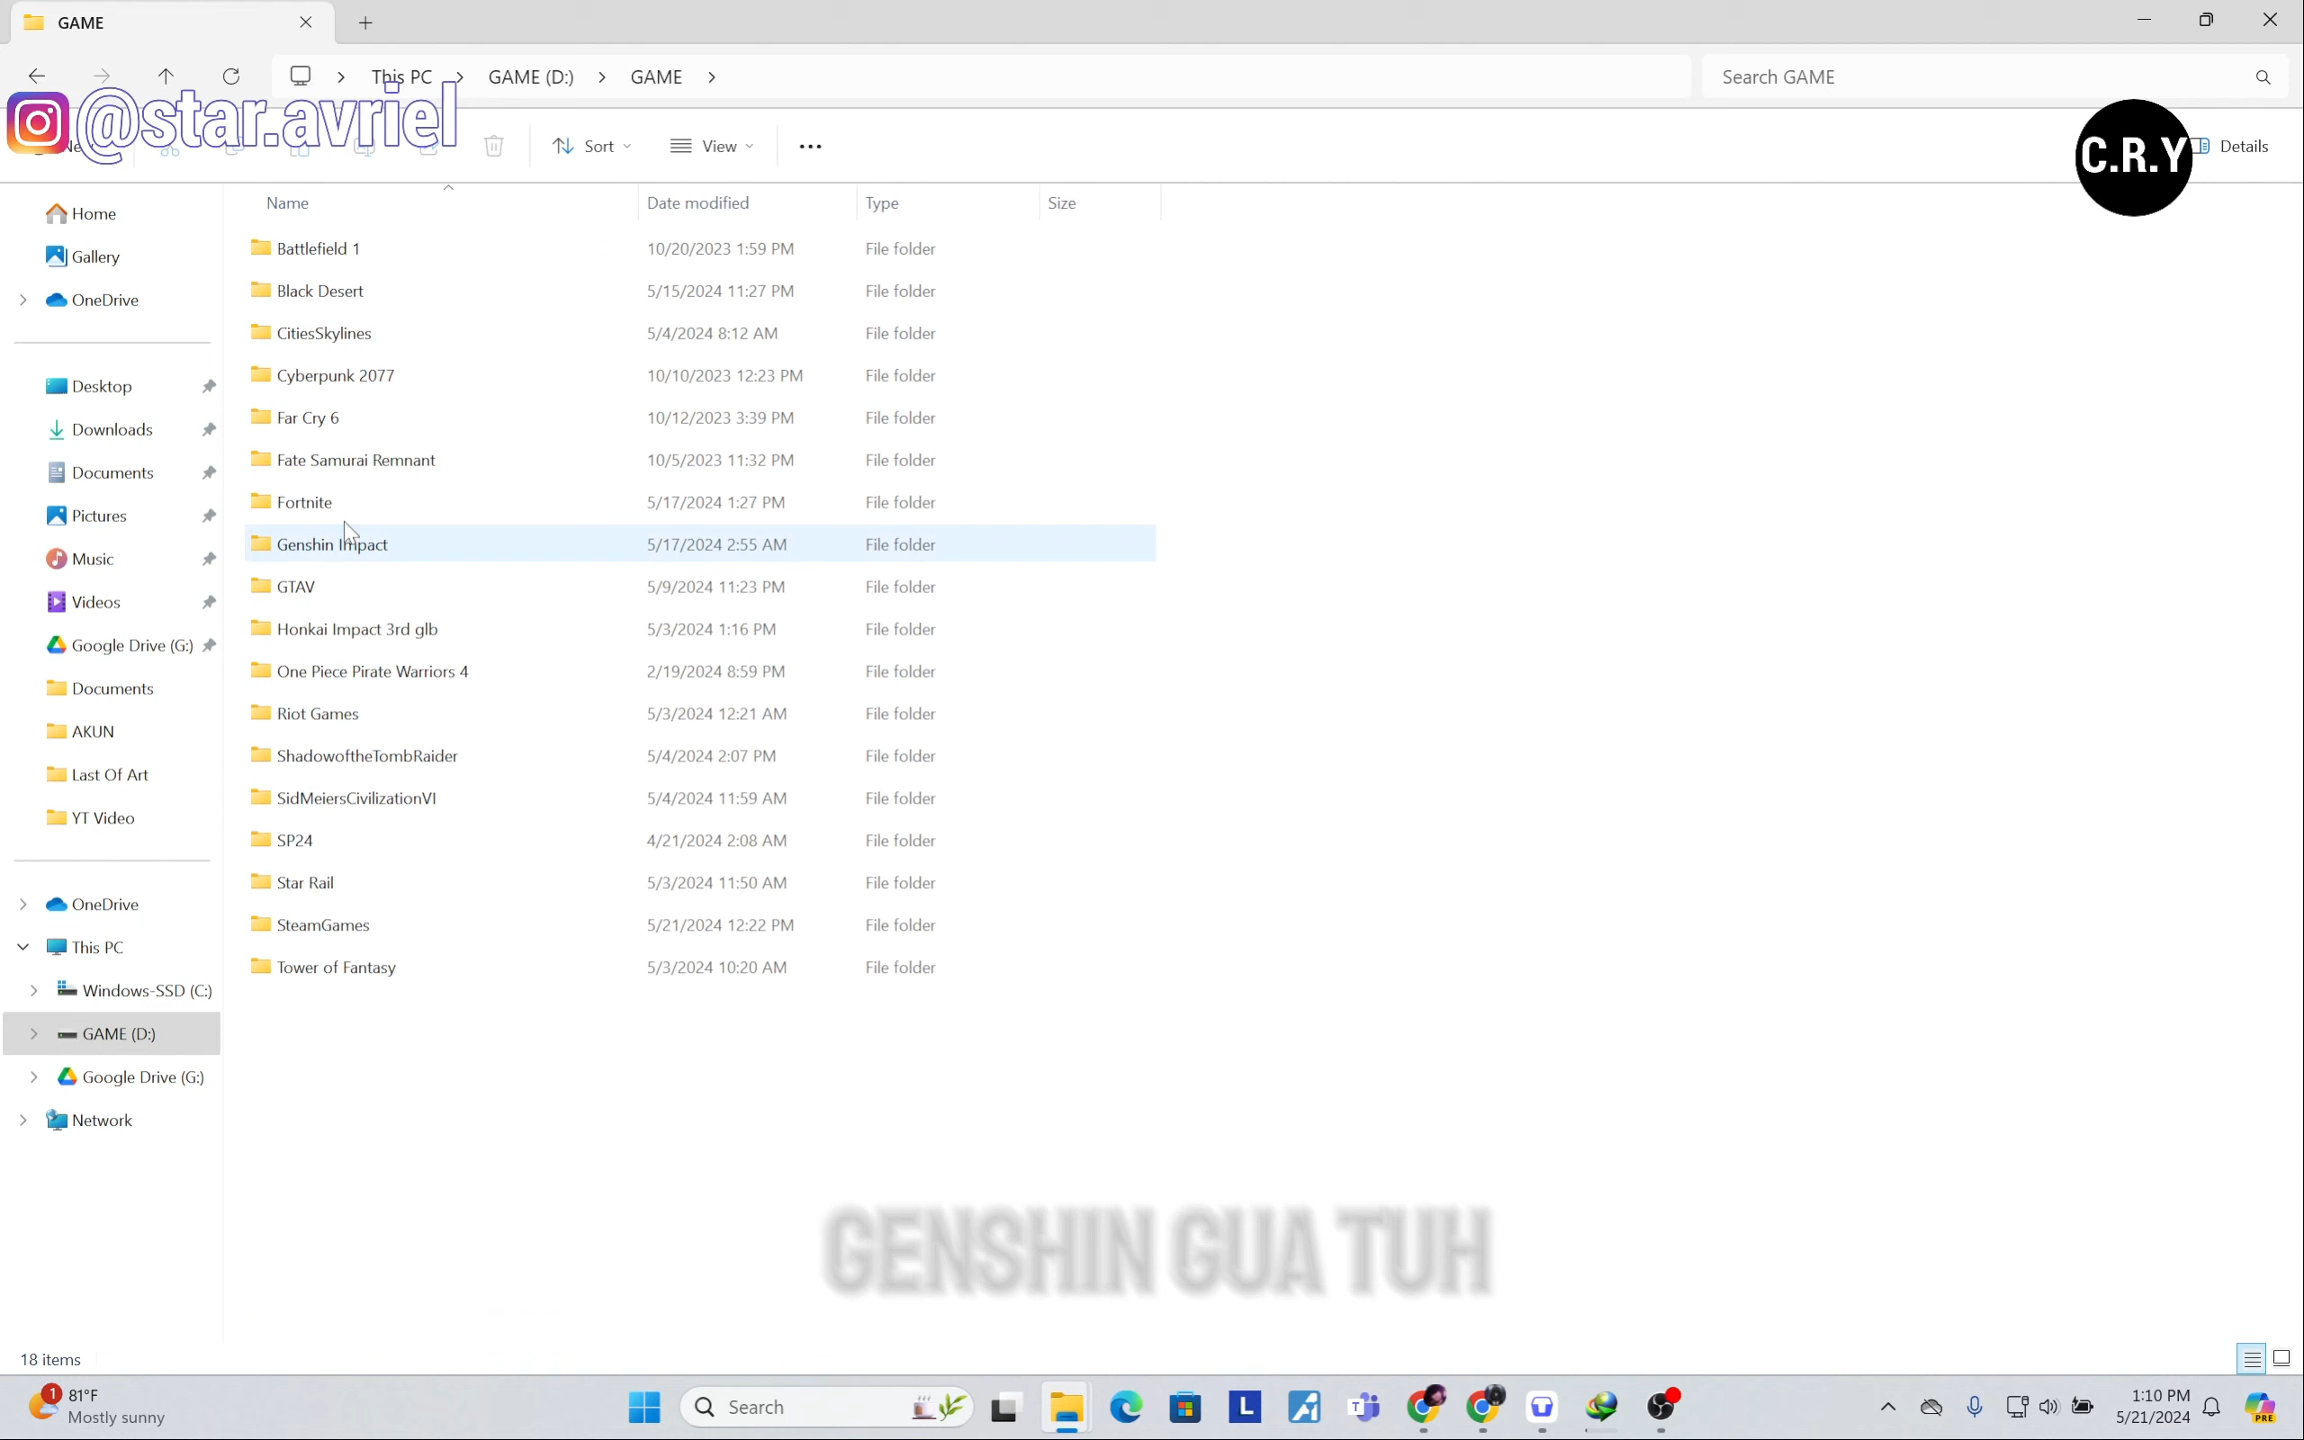 GAME
This PC
GAME (D:)
GAME
Search GAME
@star.avriel
Sort
View
C.R.Y
Details
Name
Date modified
Type
Size
Home
Gallery
OneDrive
Desktop
Downloads
Documents
Pictures
Music
Videos
Google Drive (G:)
Documents
AKUN
Last Of Art
YT Video
OneDrive
This PC
Windows-SSD (C:)
GAME (D:)
Google Drive (G:)
Network
Battlefield 1 10/20/2023 1:59 PM File folder
Black Desert 5/15/2024 11:27 PM File folder
CitiesSkylines 5/4/2024 8:12 AM File folder
Cyberpunk 2077 10/10/2023 12:23 PM File folder
Far Cry 6 10/12/2023 3:39 PM File folder
Fate Samurai Remnant 10/5/2023 11:32 PM File folder
Fortnite 5/17/2024 1:27 PM File folder
Genshin Impact 5/17/2024 2:55 AM File folder
GTAV 5/9/2024 11:23 PM File folder
Honkai Impact 3rd glb 5/3/2024 1:16 PM File folder
One Piece Pirate Warriors 4 2/19/2024 8:59 PM File folder
Riot Games 5/3/2024 12:21 AM File folder
ShadowoftheTombRaider 5/4/2024 2:07 PM File folder
SidMeiersCivilizationVI 5/4/2024 11:59 AM File folder
SP24 4/21/2024 2:08 AM File folder
Star Rail 5/3/2024 11:50 AM File folder
SteamGames 5/21/2024 12:22 PM File folder
Tower of Fantasy 5/3/2024 10:20 AM File folder
GENSHIN GUA TUH
18 items
1
81°F
Mostly sunny
Search
L
T
1:10 PM
5/21/2024
PRE